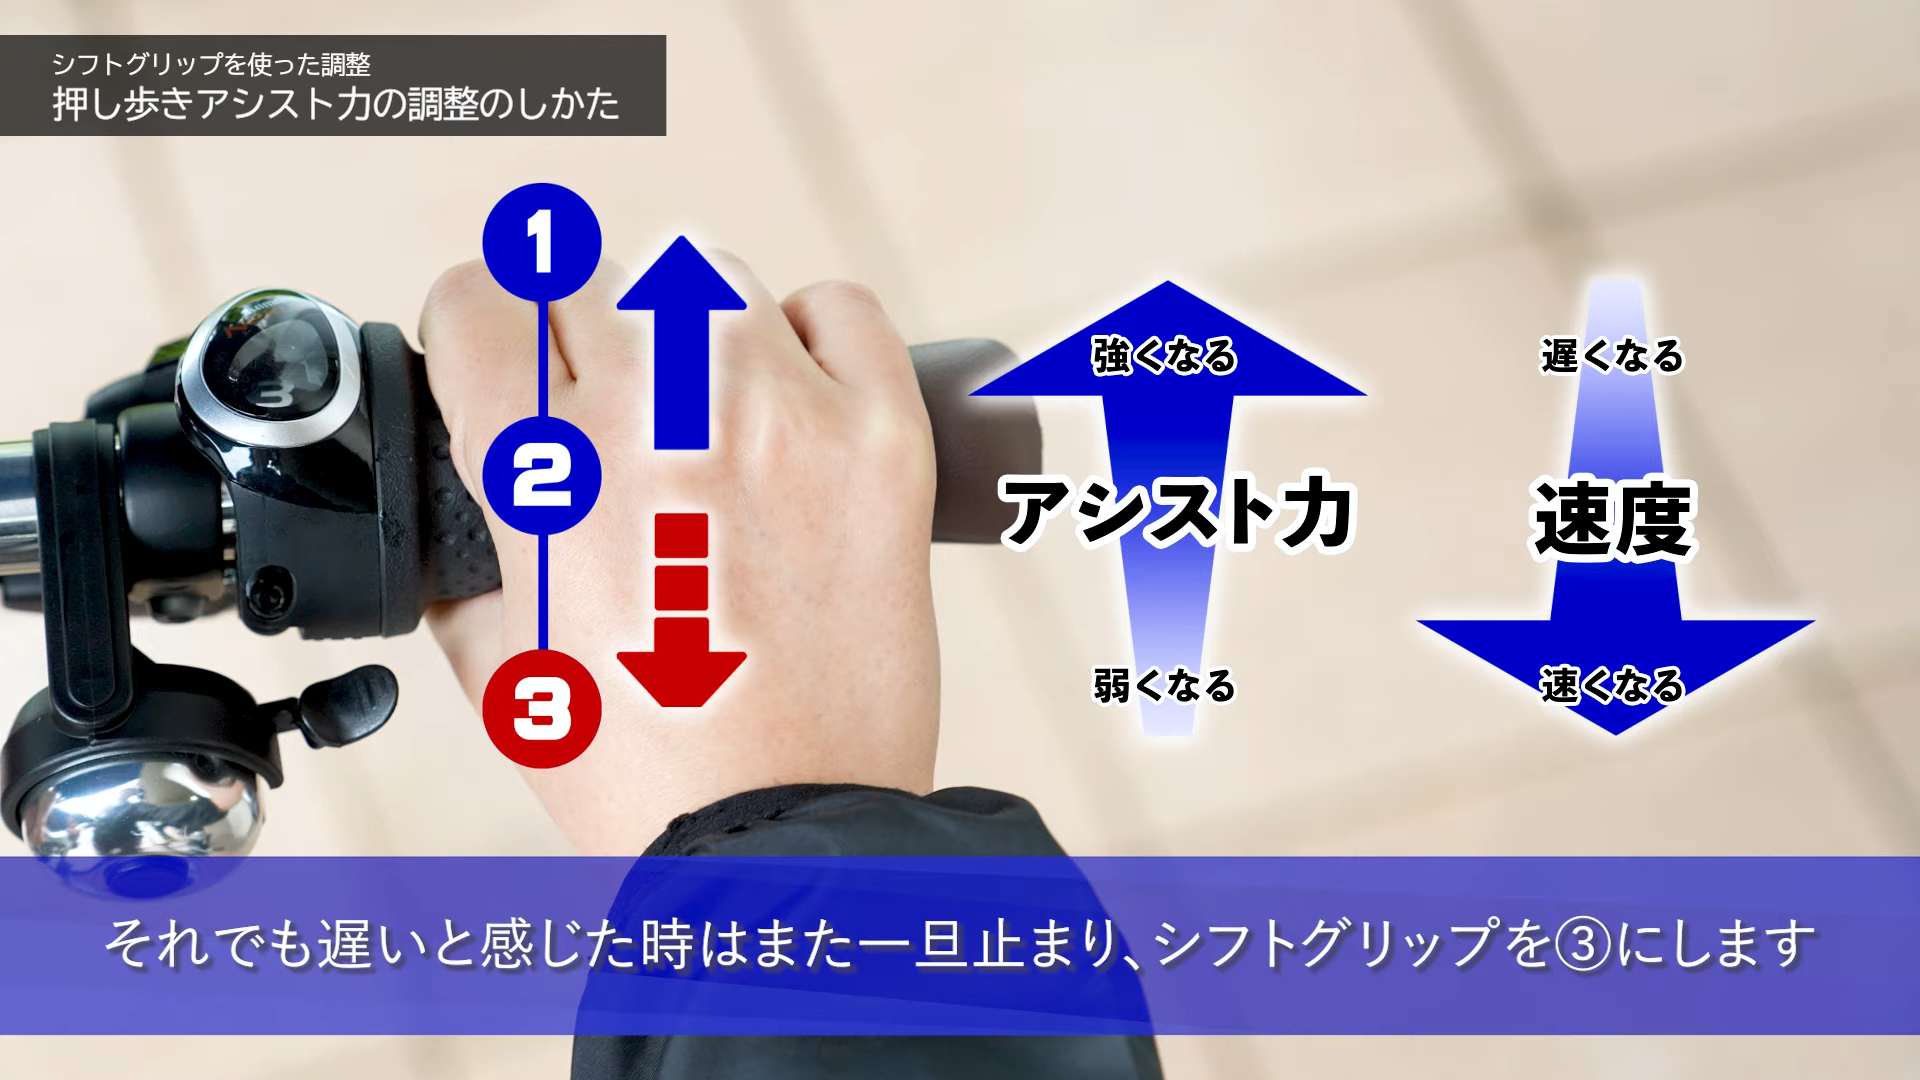 シフトグリップを使った調整
押し歩きアシスト力の調整のしかた
1
2
3
3
強くなる
アシスト力
弱くなる
遅くなる
速度
速くなる
それでも遅いと感じた時はまた一旦止まり、シフトグリップを③にします